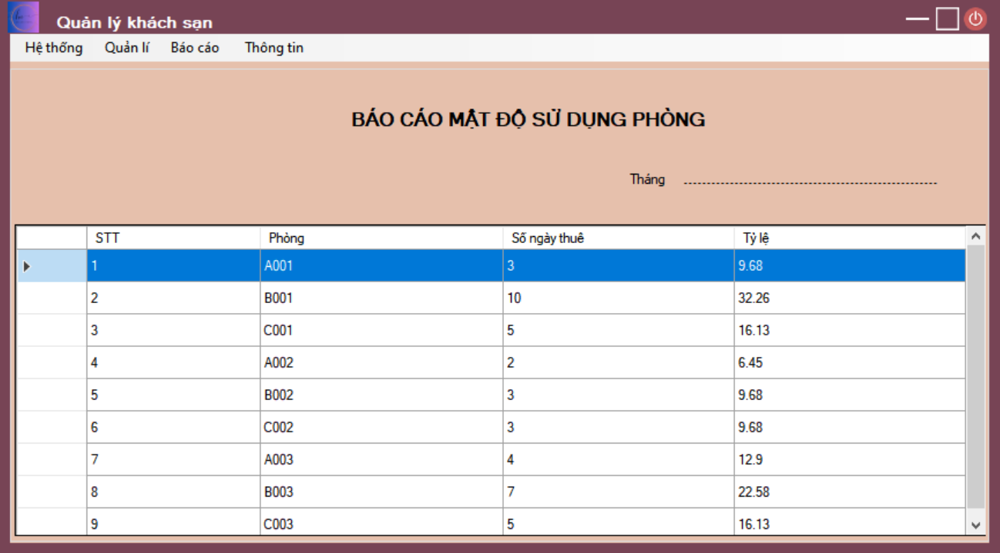 Quản lý khách sạn
Hệ thống Quản lí Báo cáo Thông tin
BÁO CÁO MẬT ĐỘ SỬ DỤNG PHÒNG
Tháng
STT Phòng Số ngày thuê Tỷ lệ
1 A001 3 9.68
2 B001 10 32.26
3 C001 5 16.13
4 A002 2 6.45
5 B002 3 9.68
6 C002 3 9.68
7 A003 4 12.9
8 B003 7 22.58
9 C003 5 16.13